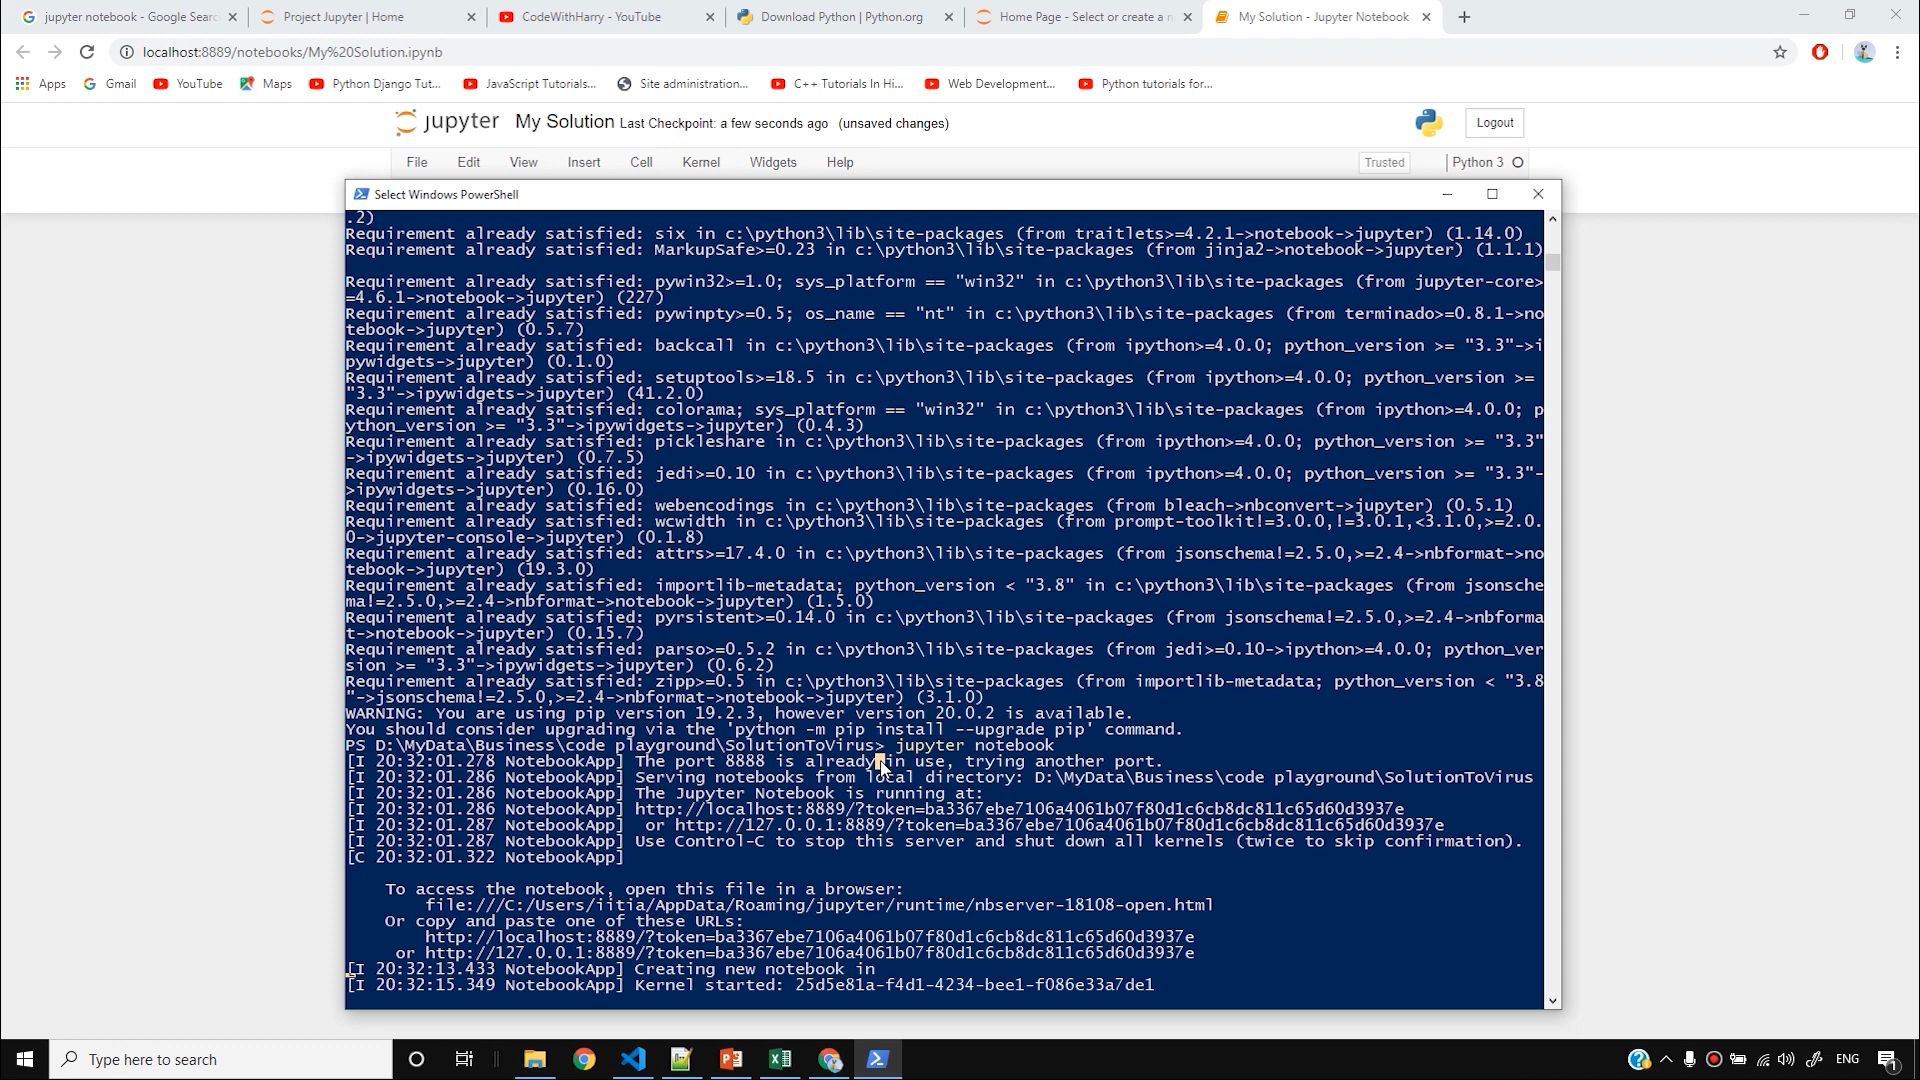 jupyter notebook - Google Searc
Project Jupyter | Home
CodeWithHarry - YouTube
Download Python | Python.org
Home Page - Select or create a n
My Solution - Jupyter Notebook
localhost:8889/notebooks/My%20Solution.ipynb
Apps
Gmail
YouTube
Maps
Python Django Tut...
JavaScript Tutorials...
Site administration...
C++ Tutorials In Hi...
Web Development...
Python tutorials for...
jupyter My Solution Last Checkpoint: a few seconds ago (unsaved changes)
Logout
File Edit View Insert Cell Kernel Widgets Help
Trusted
Python 3
Select Windows PowerShell
.2)
Requirement already satisfied: six in c:\python3\lib\site-packages (from traitlets>=4.2.1->notebook->jupyter) (1.14.0)
Requirement already satisfied: MarkupSafe>=0.23 in c:\python3\lib\site-packages (from jinja2->notebook->jupyter) (1.1.1)
Requirement already satisfied: pywin32>=1.0; sys_platform == "win32" in c:\python3\lib\site-packages (from jupyter-core>
=4.6.1->notebook->jupyter) (227)
Requirement already satisfied: pywinpty>=0.5; os_name == "nt" in c:\python3\lib\site-packages (from terminado>=0.8.1->no
tebook->jupyter) (0.5.7)
Requirement already satisfied: backcall in c:\python3\lib\site-packages (from ipython>=4.0.0; python_version >= "3.3"->i
pywidgets->jupyter) (0.1.0)
Requirement already satisfied: setuptools>=18.5 in c:\python3\lib\site-packages (from ipython>=4.0.0; python_version >=
"3.3"->ipywidgets->jupyter) (41.2.0)
Requirement already satisfied: colorama; sys_platform == "win32" in c:\python3\lib\site-packages (from ipython>=4.0.0; p
ython_version >= "3.3"->ipywidgets->jupyter) (0.4.3)
Requirement already satisfied: pickleshare in c:\python3\lib\site-packages (from ipython>=4.0.0; python_version >= "3.3"
->ipywidgets->jupyter) (0.7.5)
Requirement already satisfied: jedi>=0.10 in c:\python3\lib\site-packages (from ipython>=4.0.0; python_version >= "3.3"-
>ipywidgets->jupyter) (0.16.0)
Requirement already satisfied: webencodings in c:\python3\lib\site-packages (from bleach->nbconvert->jupyter) (0.5.1)
Requirement already satisfied: wcwidth in c:\python3\lib\site-packages (from prompt-toolkit!=3.0.0,!=3.0.1,<3.1.0,>=2.0.
0->jupyter-console->jupyter) (0.1.8)
Requirement already satisfied: attrs>=17.4.0 in c:\python3\lib\site-packages (from jsonschema!=2.5.0,>=2.4->nbformat->no
tebook->jupyter) (19.3.0)
Requirement already satisfied: importlib-metadata; python_version < "3.8" in c:\python3\lib\site-packages (from jsonsche
ma!=2.5.0,>=2.4->nbformat->notebook->jupyter) (1.5.0)
Requirement already satisfied: pyrsistent>=0.14.0 in c:\python3\lib\site-packages (from jsonschema!=2.5.0,>=2.4->nbforma
t->notebook->jupyter) (0.15.7)
Requirement already satisfied: parso>=0.5.2 in c:\python3\lib\site-packages (from jedi>=0.10->ipython>=4.0.0; python_ver
sion >= "3.3"->ipywidgets->jupyter) (0.6.2)
Requirement already satisfied: zipp>=0.5 in c:\python3\lib\site-packages (from importlib-metadata; python_version < "3.8
"->jsonschema!=2.5.0,>=2.4->nbformat->notebook->jupyter) (3.1.0)
WARNING: You are using pip version 19.2.3, however version 20.0.2 is available.
You should consider upgrading via the 'python -m pip install --upgrade pip' command.
PS D:\MyData\Business\code playground\SolutionToVirus> jupyter notebook
[I 20:32:01.278 NotebookApp] The port 8888 is already in use, trying another port.
[I 20:32:01.286 NotebookApp] Serving notebooks from local directory: D:\MyData\Business\code playground\SolutionToVirus
[I 20:32:01.286 NotebookApp] The Jupyter Notebook is running at:
[I 20:32:01.286 NotebookApp] http://localhost:8889/?token=ba3367ebe7106a4061b07f80d1c6cb8dc811c65d60d3937e
[I 20:32:01.287 NotebookApp]  or http://127.0.0.1:8889/?token=ba3367ebe7106a4061b07f80d1c6cb8dc811c65d60d3937e
[I 20:32:01.287 NotebookApp] Use Control-C to stop this server and shut down all kernels (twice to skip confirmation).
[C 20:32:01.322 NotebookApp]
To access the notebook, open this file in a browser:
file:///C:/Users/iitia/AppData/Roaming/jupyter/runtime/nbserver-18108-open.html
Or copy and paste one of these URLs:
http://localhost:8889/?token=ba3367ebe7106a4061b07f80d1c6cb8dc811c65d60d3937e
or http://127.0.0.1:8889/?token=ba3367ebe7106a4061b07f80d1c6cb8dc811c65d60d3937e
[I 20:32:13.433 NotebookApp] Creating new notebook in
[I 20:32:15.349 NotebookApp] Kernel started: 25d5e81a-f4d1-4234-bee1-f086e33a7de1
Type here to search
ENG
1